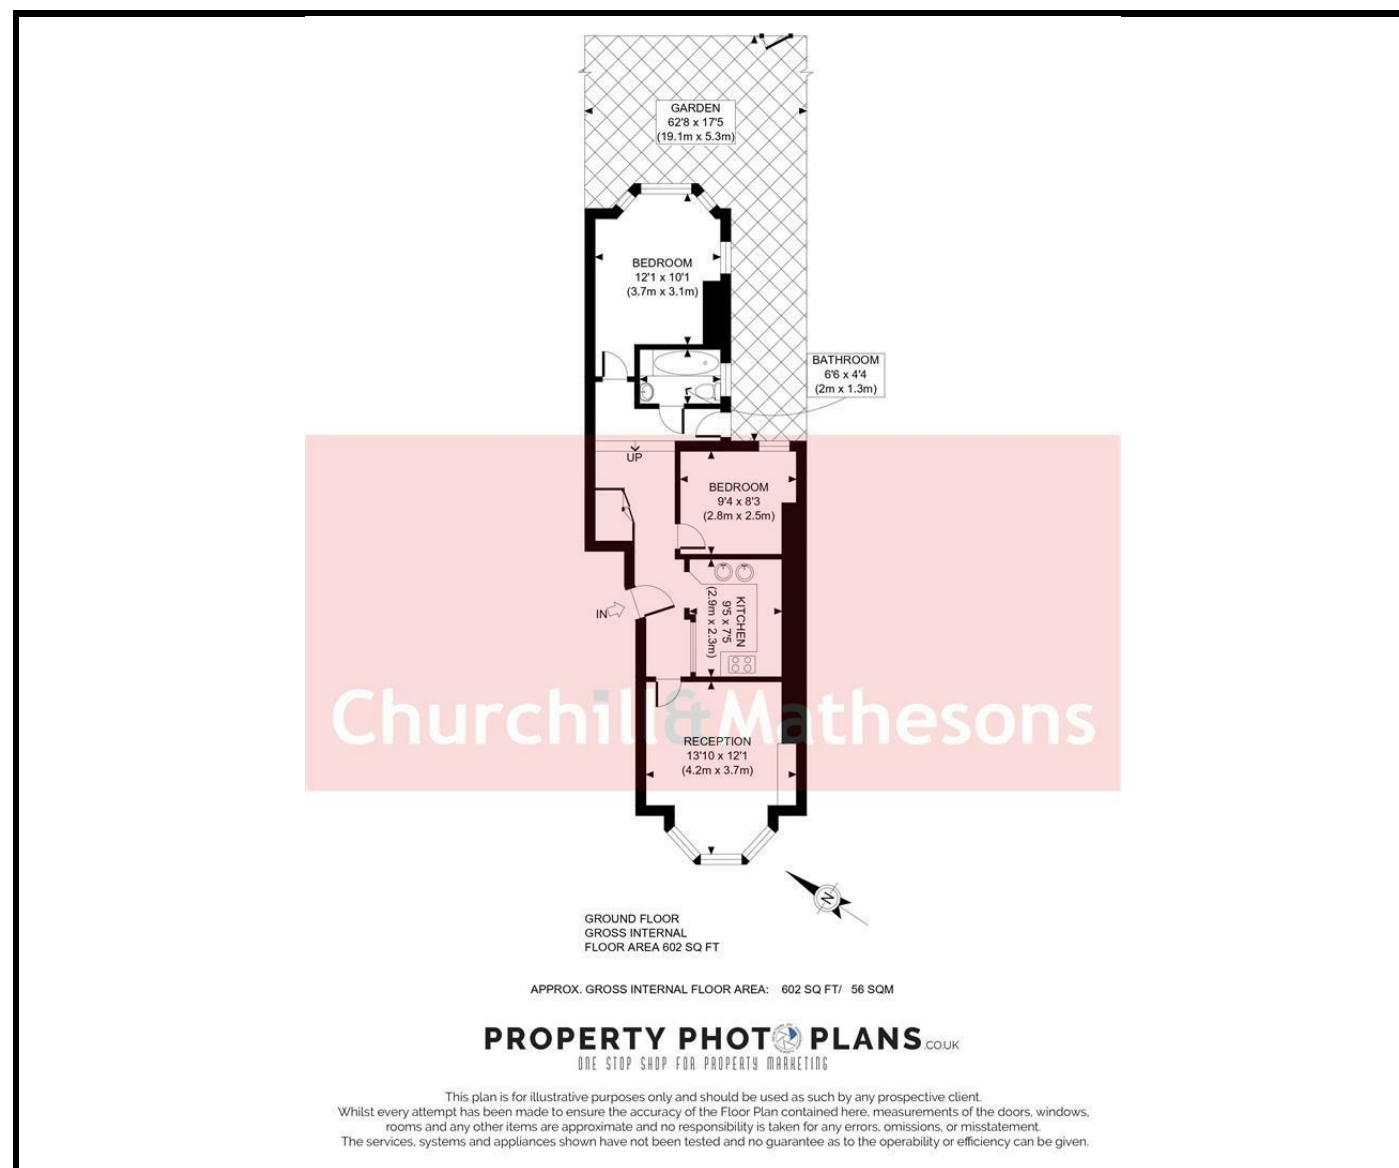 GARDEN
62'8 x 17'5
(19.1m x 5.3m)
BEDROOM
12'1 x 10'1
(3.7m x 3.1m)
BATHROOM
6'6 x 4'4
(2m x 1.3m)
UP
BEDROOM
9'4 x 8'3
(2.8m x 2.5m)
IN
KITCHEN
9'5 x 7'5
(2.9m x 2.3m)
Churchill&Mathesons
RECEPTION
13'10 x 12'1
(4.2m x 3.7m)
N
GROUND FLOOR
GROSS INTERNAL
FLOOR AREA 602 SQ FT
APPROX. GROSS INTERNAL FLOOR AREA: 602 SQ FT/ 56 SQM
PROPERTY PHOTO PLANS.CO.UK
ONE STOP SHOP FOR PROPERTY MARKETING
This plan is for illustrative purposes only and should be used as such by any prospective client.
Whilst every attempt has been made to ensure the accuracy of the Floor Plan contained here, measurements of the doors, windows,
rooms and any other items are approximate and no responsibility is taken for any errors, omissions, or misstatement.
The services, systems and appliances shown have not been tested and no guarantee as to the operability or efficiency can be given.